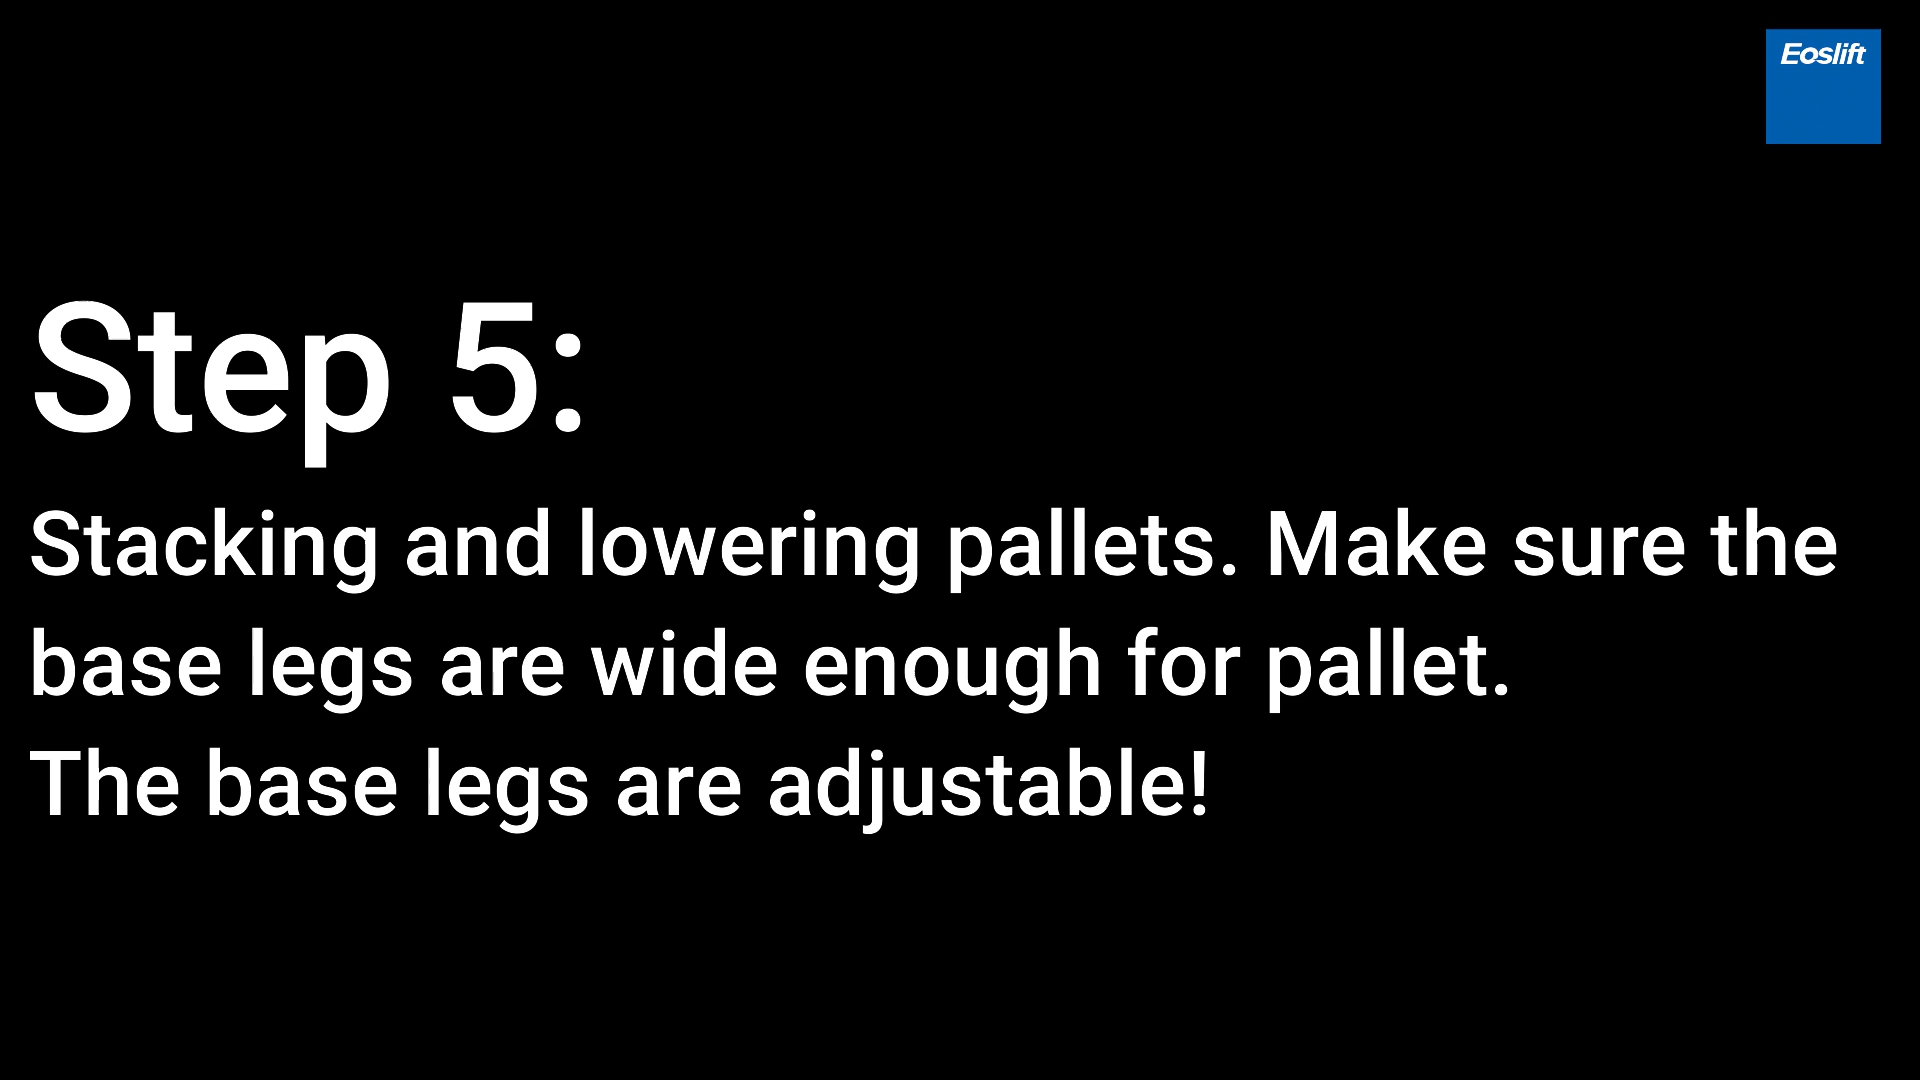 Eoslift
Step 5:
Stacking and lowering pallets. Make sure the
base legs are wide enough for pallet.
The base legs are adjustable!